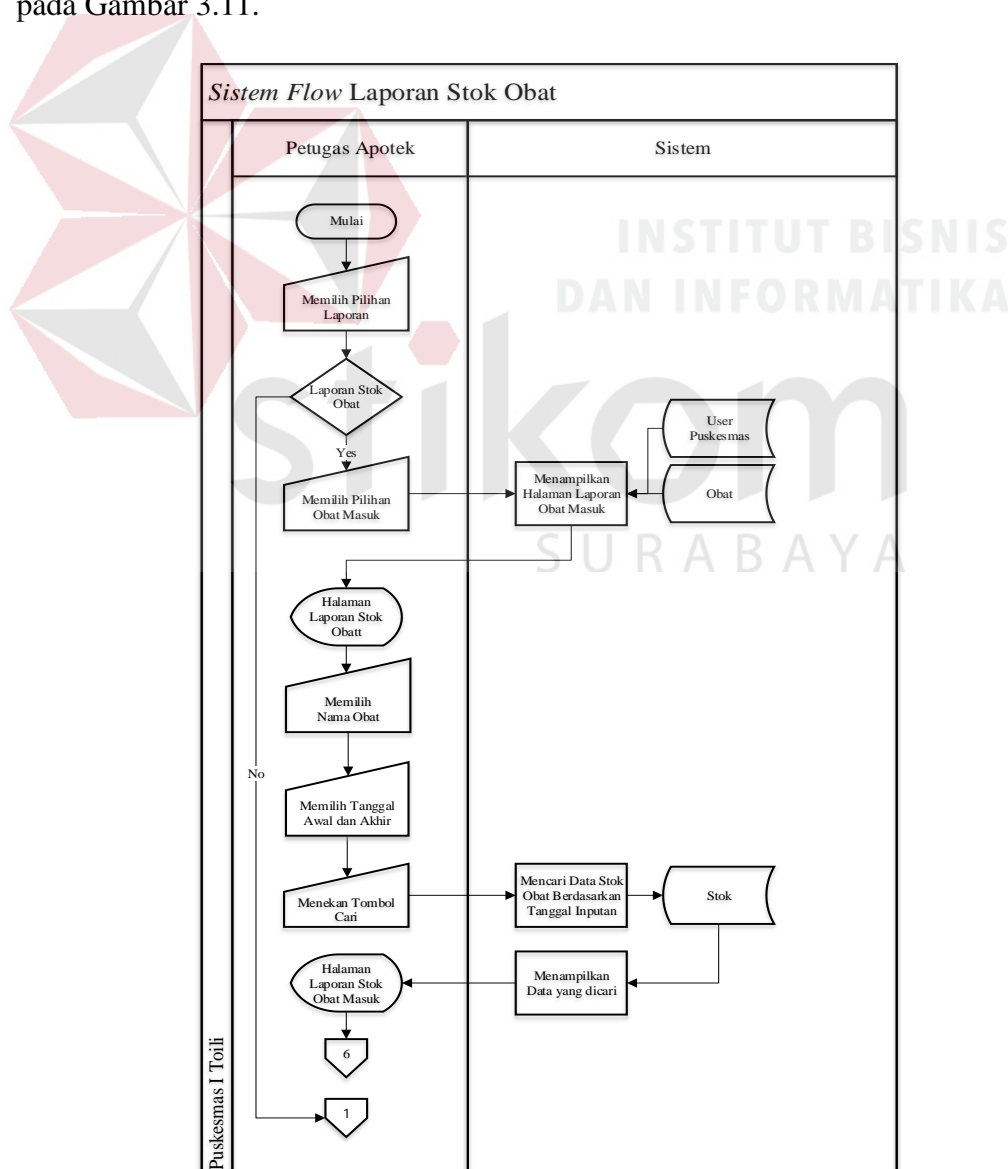 pada Gambar 3.11.
Sistem Flow Laporan Stok Obat
Petugas Apotek
Sistem
INSTITUT BISNIS
DAN INFORMATIKA
stikom
SURABAYA
Mulai
Memilih Pilihan
Laporan
Laporan Stok
Obat
Yes
Memilih Pilihan
Obat Masuk
Menampilkan
Halaman Laporan
Obat Masuk
User
Puskesmas
Obat
Halaman
Laporan Stok
Obatt
Memilih
Nama Obat
No
Memilih Tanggal
Awal dan Akhir
Menekan Tombol
Cari
Mencari Data Stok
Obat Berdasarkan
Tanggal Inputan
Stok
Menampilkan
Data yang dicari
Halaman
Laporan Stok
Obat Masuk
6
1
Puskesmas I Toili